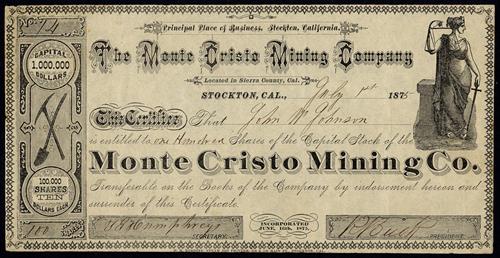 No. 74
Principal Place of Business, Stockton, California.
The Monte Cristo Mining Company
Located in Sierra County, Cal.
STOCKTON, CAL., July 1st 1875
CAPITAL
1,000,000
DOLLARS
100,000
SHARES
TEN
DOLLARS EACH
100 SHARES
This Certifies That John W Johnson
is entitled to One Hundred Shares of the Capital Stock of the
Monte Cristo Mining Co.
Transferable on the Books of the Company by indorsement hereon and
surrender of this Certificate.
Humphreys
SECRETARY.
INCORPORATED
JUNE, 16th, 1875.
PRESIDENT.